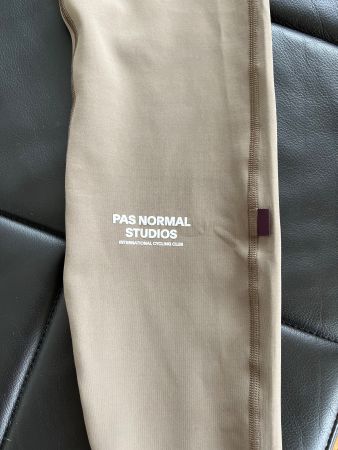 PAS NORMAL
STUDIOS
INTERNATIONAL CYCLING CLUB